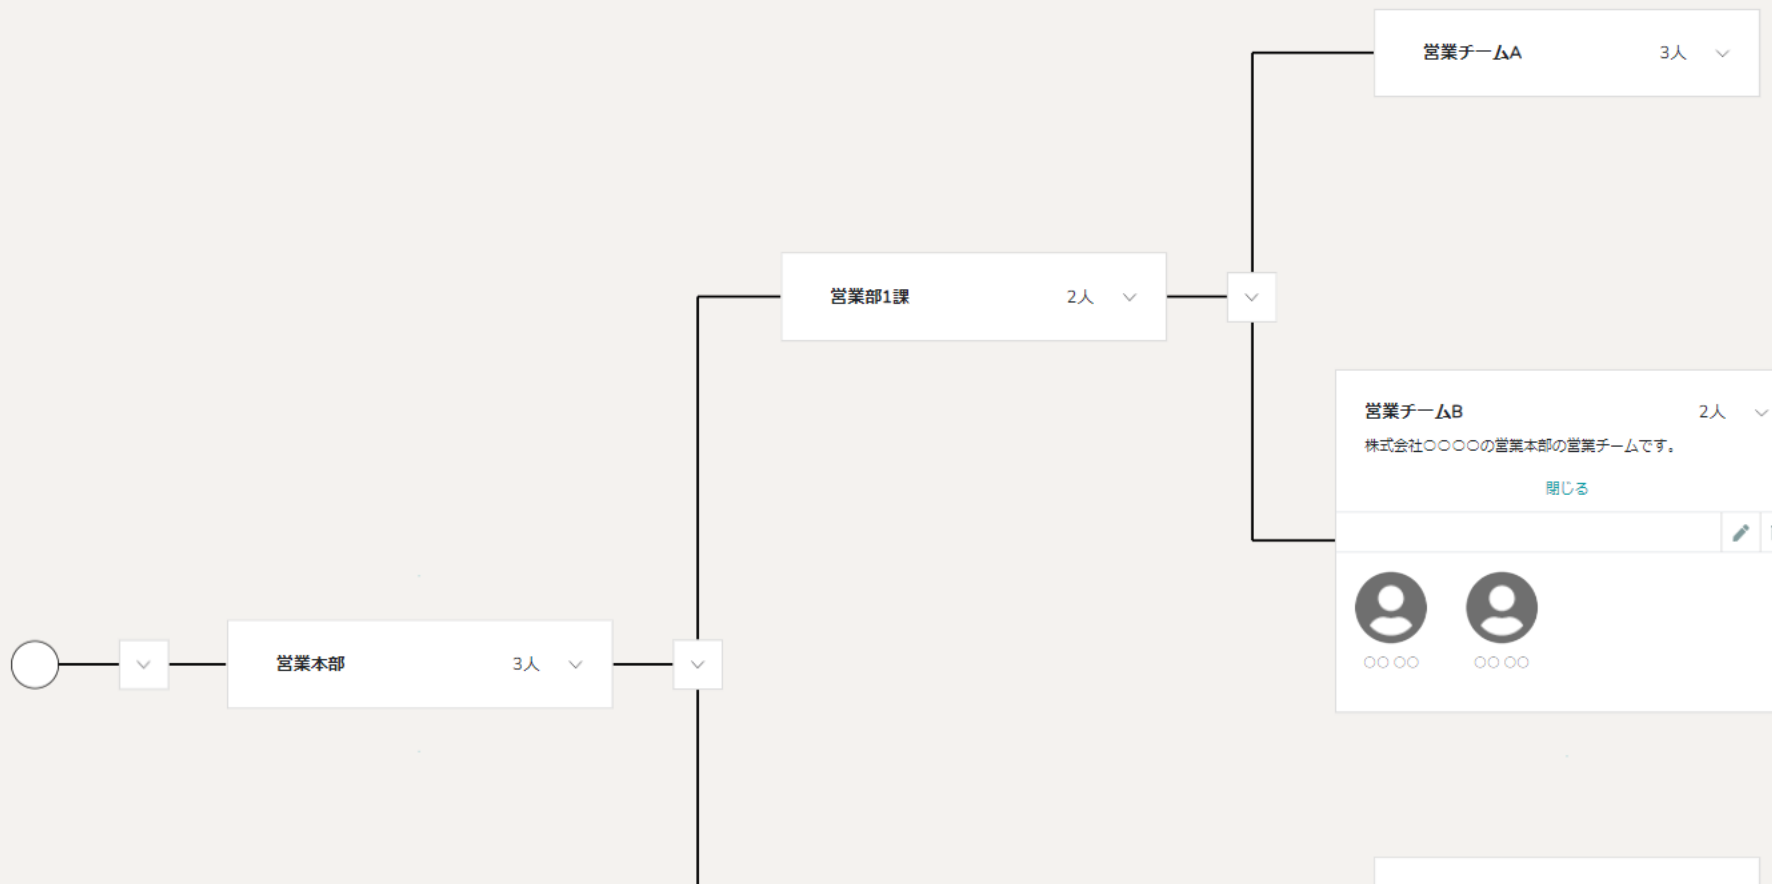 営業チームA 3人
営業部1課 2人
営業チームB 2人
株式会社○○○○の営業本部の営業チームです。
閉じる
○○ ○○ ○○ ○○
営業本部 3人